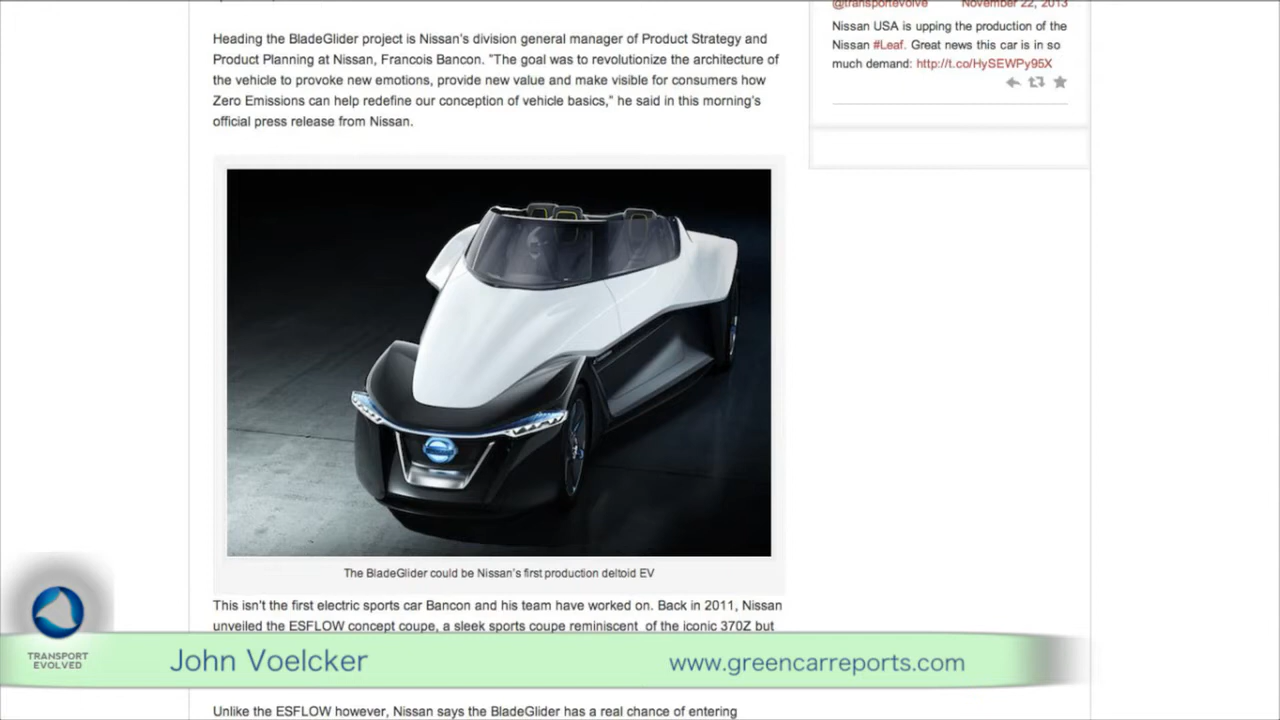 @transportevolve November 22, 2013
Heading the BladeGlider project is Nissan's division general manager of Product Strategy and
Product Planning at Nissan, Francois Bancon. "The goal was to revolutionize the architecture of
the vehicle to provoke new emotions, provide new value and make visible for consumers how
Zero Emissions can help redefine our conception of vehicle basics," he said in this morning's
official press release from Nissan.
Nissan USA is upping the production of the
Nissan #Leaf. Great news this car is in so
much demand: http://t.co/HySEWPy95X
The BladeGlider could be Nissan's first production deltoid EV
This isn't the first electric sports car Bancon and his team have worked on. Back in 2011, Nissan
unveiled the ESFLOW concept coupe, a sleek sports coupe reminiscent of the iconic 370Z but
TRANSPORT
EVOLVED
John Voelcker
www.greencarreports.com
Unlike the ESFLOW however, Nissan says the BladeGlider has a real chance of entering